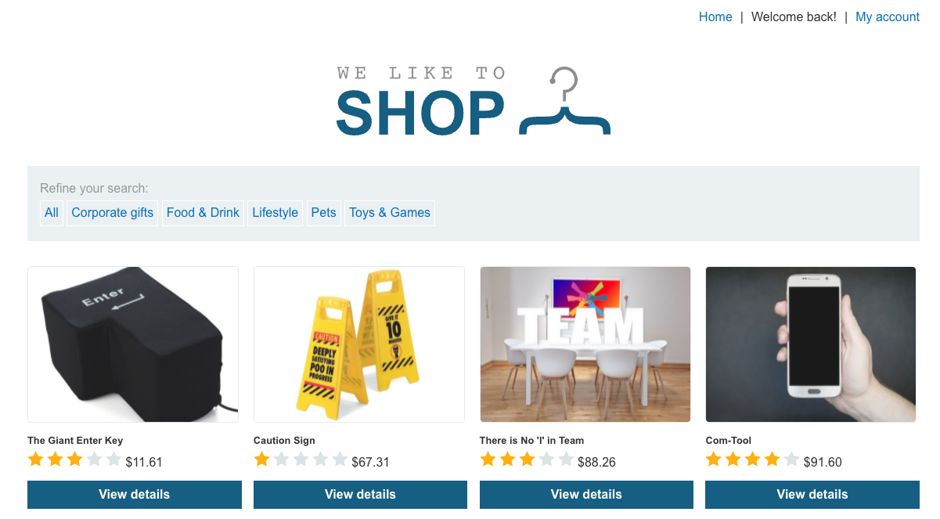 Home | Welcome back! | My account
WE LIKE TO
SHOP
Refine your search:
All Corporate gifts Food & Drink Lifestyle Pets Toys & Games
Enter
CAUTION
DEEPLY
SATISFYING
POO IN
PROGRESS
GIVE IT
10
MINUTES
TEAM
The Giant Enter Key
$11.61
View details
Caution Sign
$67.31
View details
There is No 'I' in Team
$88.26
View details
Com-Tool
$91.60
View details